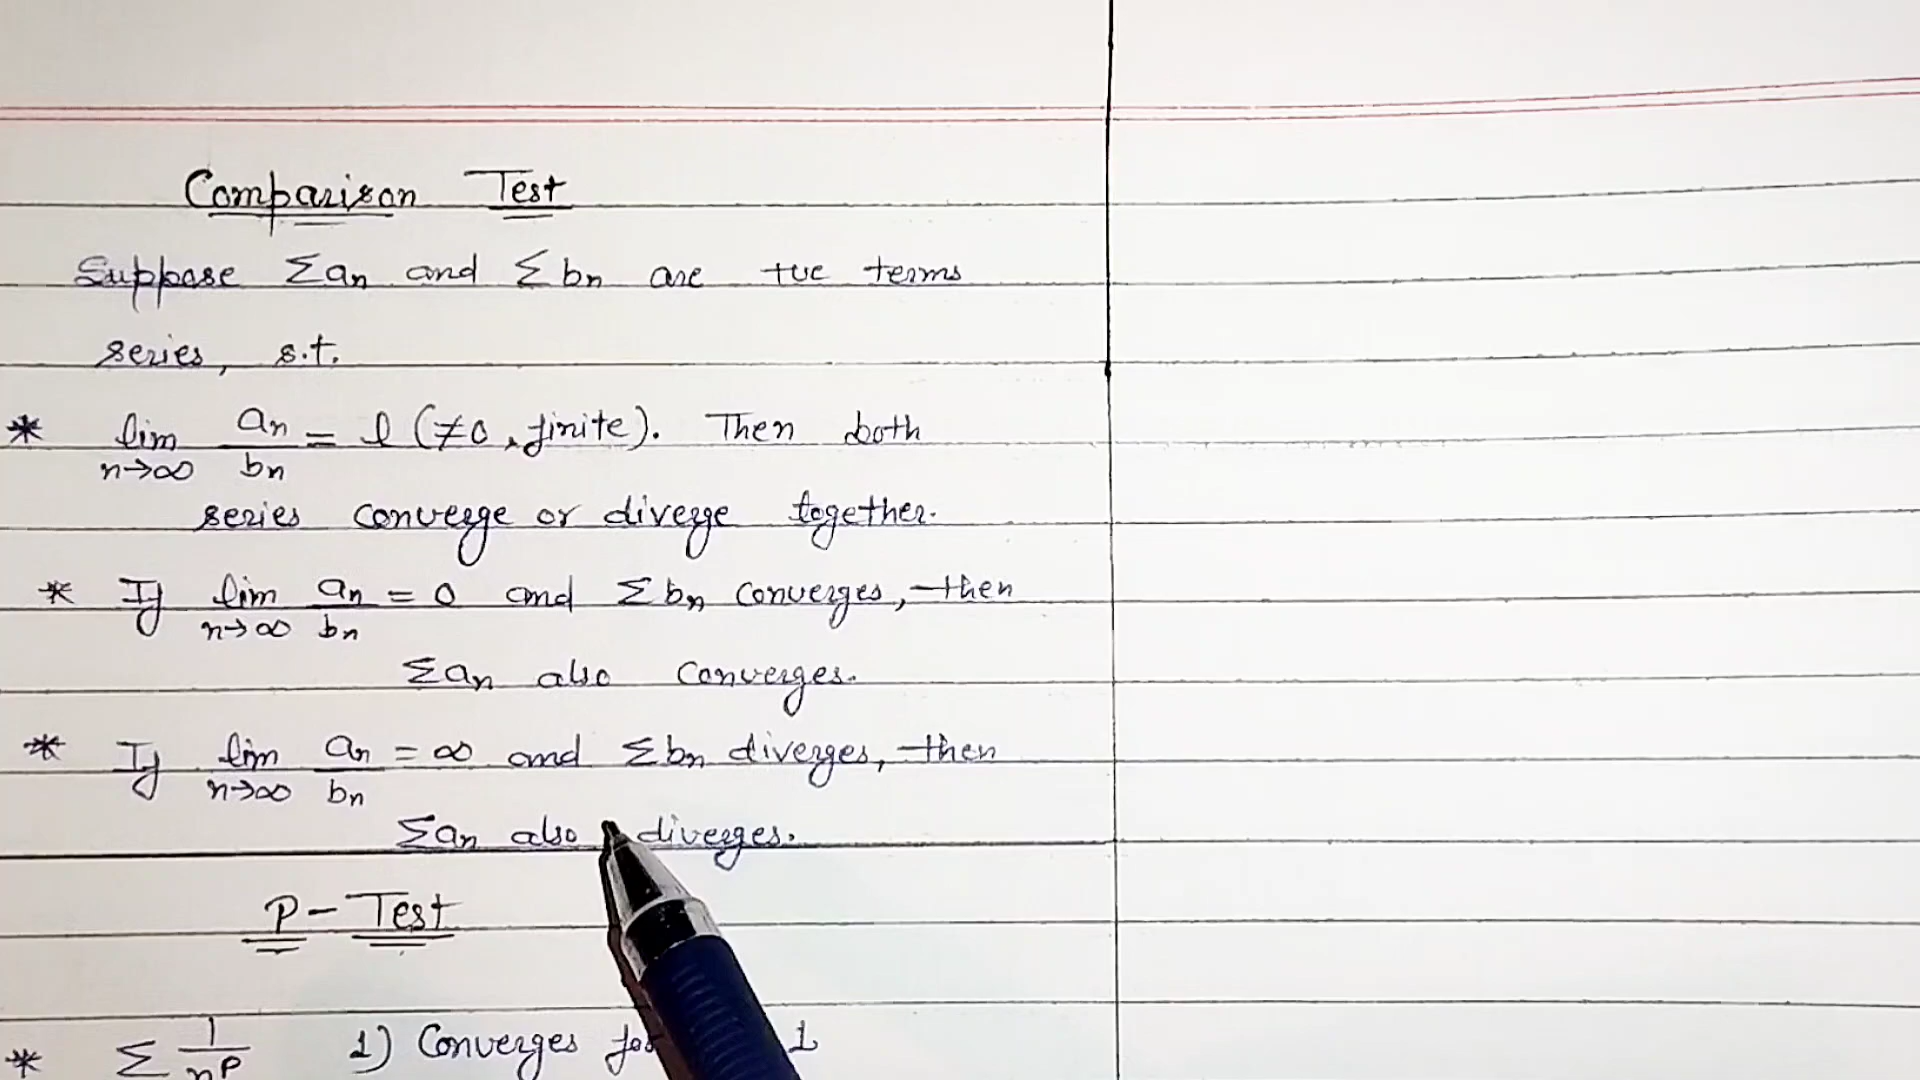 Comparison Test
Suppose Σan and Σbn are +ve terms
series, s.t.
* lim n→∞ an/bn = l (≠0, finite). Then both
series converge or diverge together.
* If lim n→∞ an/bn = 0 and Σbn converges, then
Σan also converges.
* If lim n→∞ an/bn = ∞ and Σbn diverges, then
Σan also diverges.
P-Test
* Σ 1/n^p 1) Converges for 1